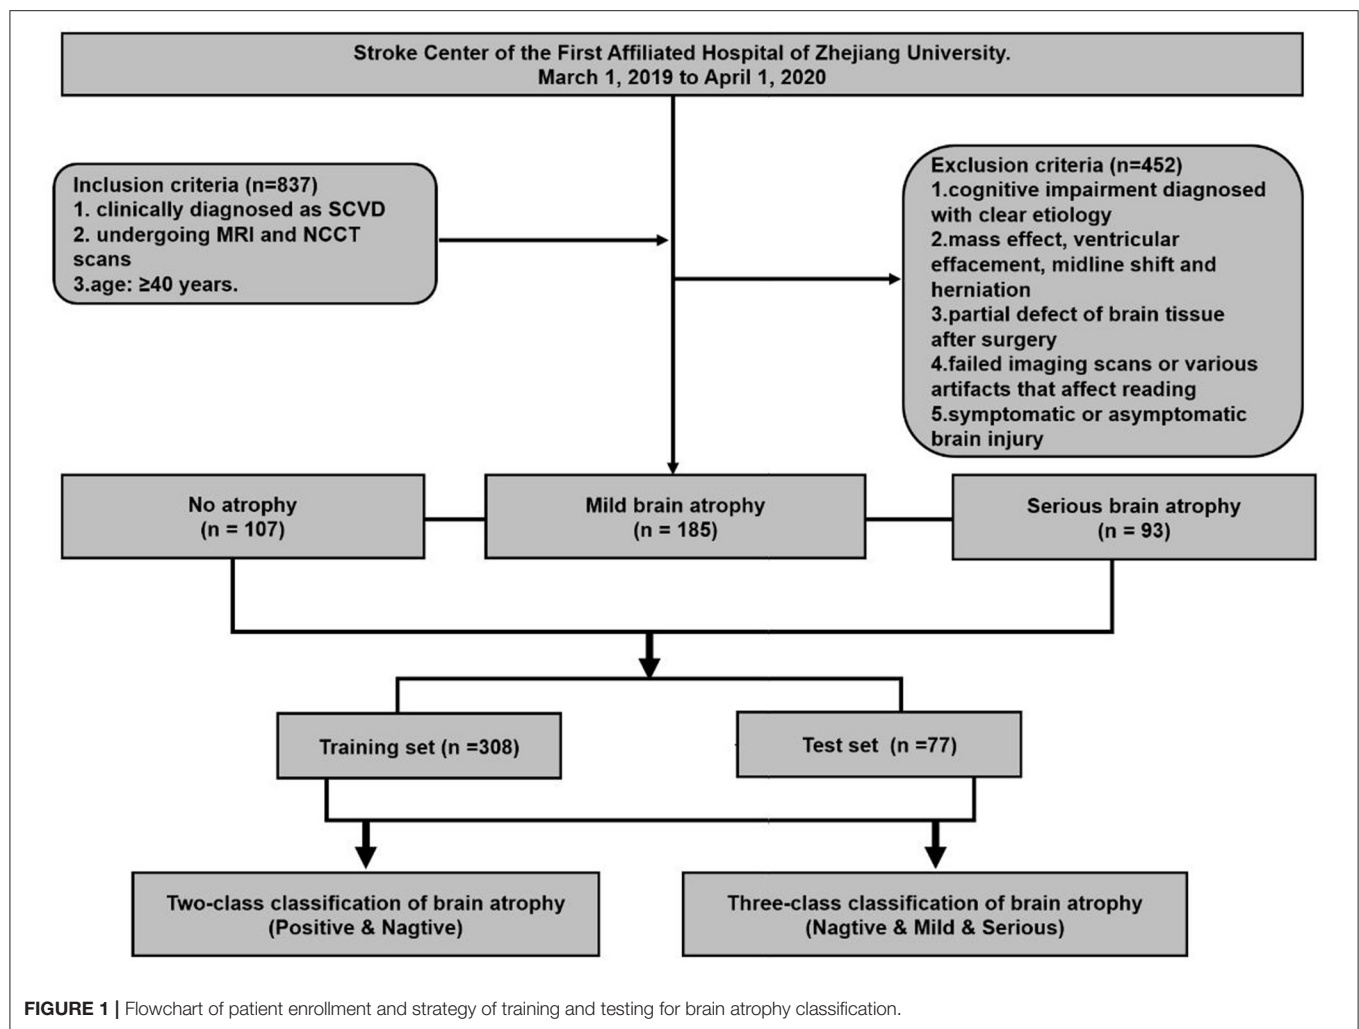 Stroke Center of the First Affiliated Hospital of Zhejiang University.
March 1, 2019 to April 1, 2020
Inclusion criteria (n=837)
1. clinically diagnosed as SCVD
2. undergoing MRI and NCCT
scans
3.age: ≥40 years.
Exclusion criteria (n=452)
1.cognitive impairment diagnosed
with clear etiology
2.mass effect, ventricular
effacement, midline shift and
herniation
3.partial defect of brain tissue
after surgery
4.failed imaging scans or various
artifacts that affect reading
5.symptomatic or asymptomatic
brain injury
No atrophy
(n = 107)
Mild brain atrophy
(n = 185)
Serious brain atrophy
(n = 93)
Training set (n =308)
Test set (n =77)
Two-class classification of brain atrophy
(Positive & Nagtive)
Three-class classification of brain atrophy
(Nagtive & Mild & Serious)
FIGURE 1 | Flowchart of patient enrollment and strategy of training and testing for brain atrophy classification.